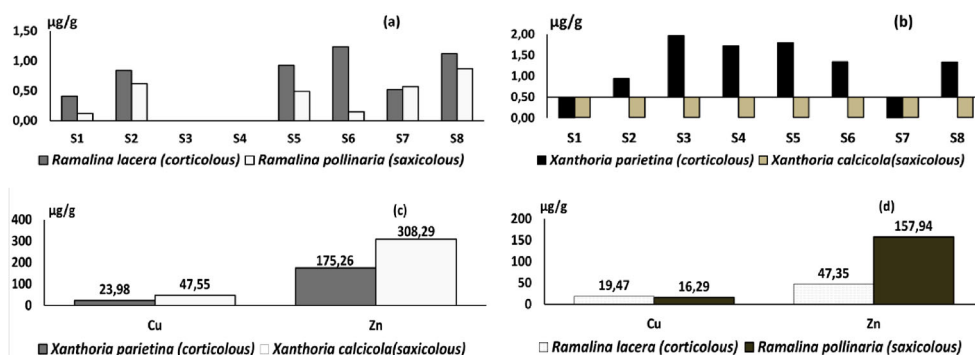 µg/g
(a)
1,50
1,00
0,50
0,00
S1 S2 S3 S4 S5 S6 S7 S8
Ramalina lacera (corticolous) Ramalina pollinaria (saxicolous)
µg/g
(b)
2,00
1,50
1,00
0,50
0,00
S1 S2 S3 S4 S5 S6 S7 S8
Xanthoria parietina (corticolous) Xanthoria calcicola(saxicolous)
µg/g
(c)
400
300
200
100
0
23,98 47,55 175,26 308,29
Cu Zn
Xanthoria parietina (corticolous) Xanthoria calcicola(saxicolous)
µg/g
(d)
200
150
100
50
0
19,47 16,29 47,35 157,94
Cu Zn
Ramalina lacera (corticolous) Ramalina pollinaria (saxicolous)